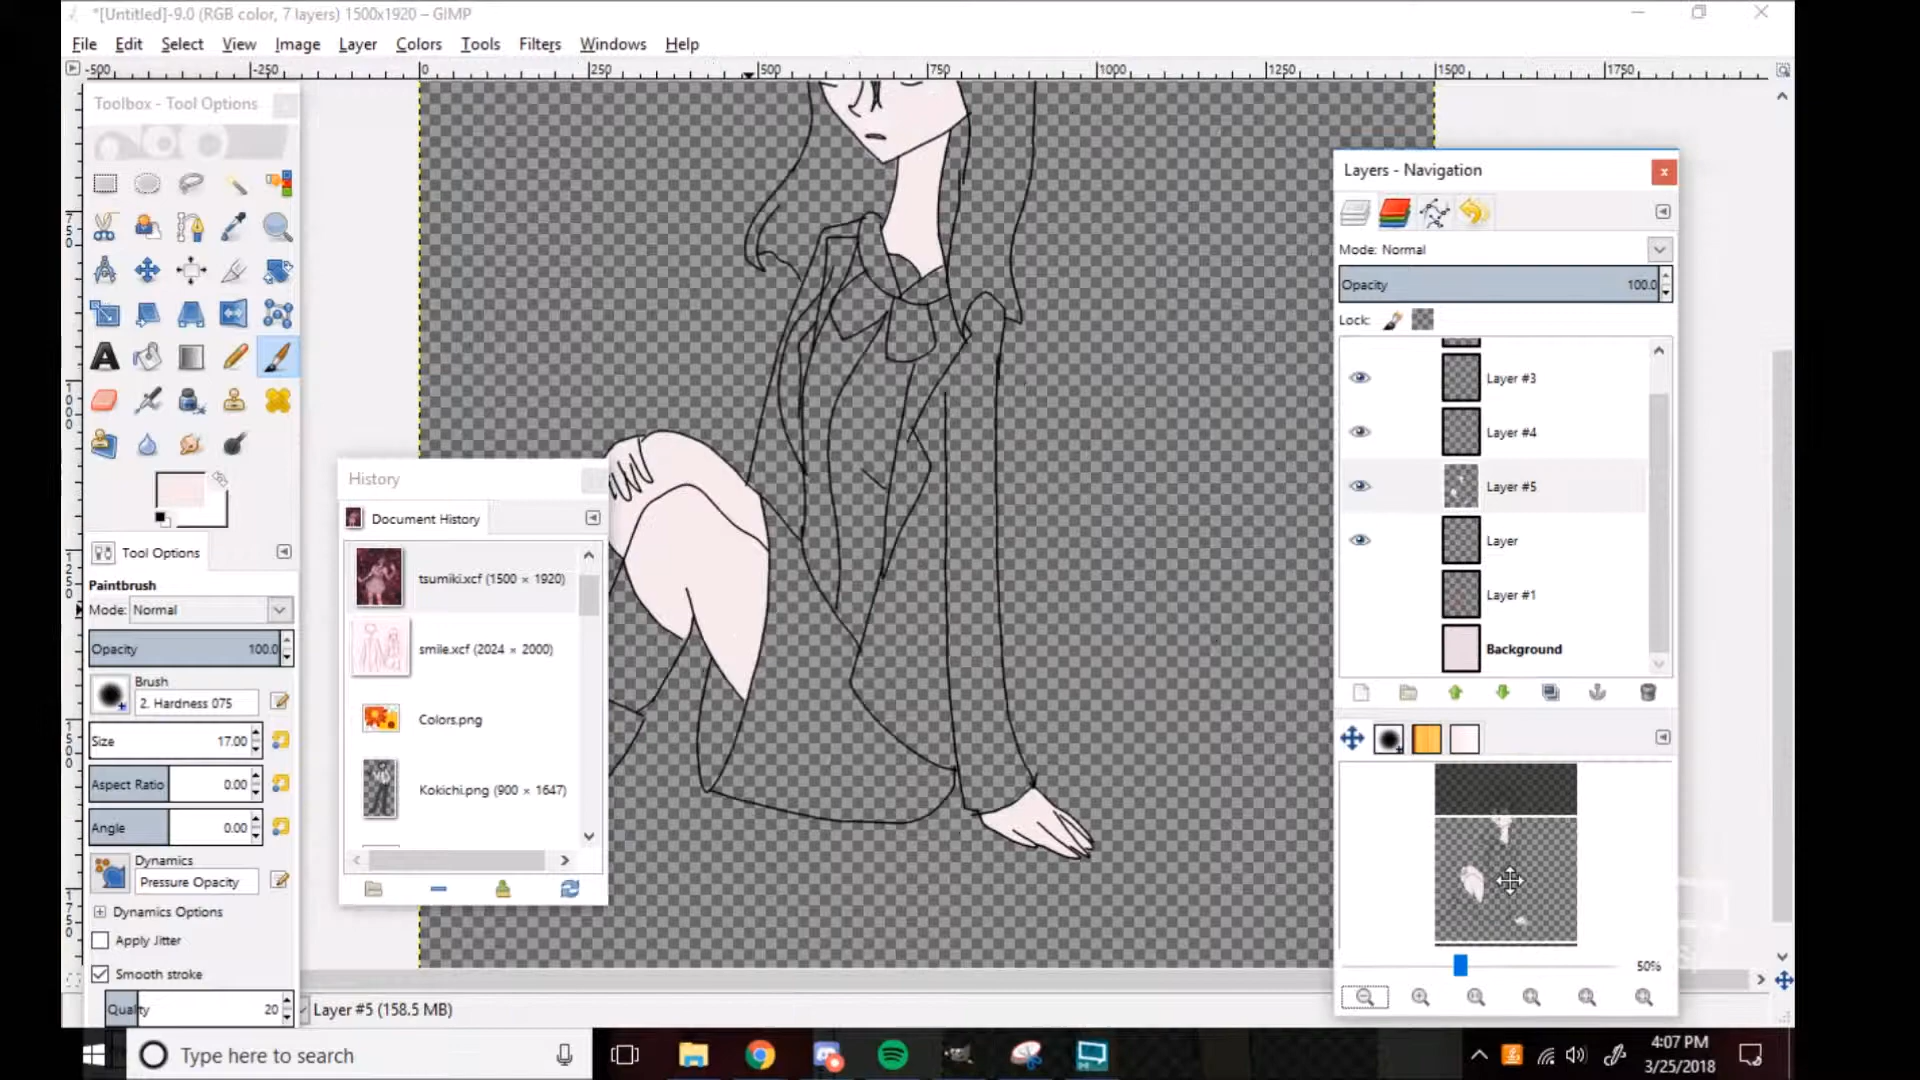 *[Untitled]-9.0 (RGB color, 7 layers) 1500x1920 – GIMP
File Edit Select View Image Layer Colors Tools Filters Windows Help
-500 -250 0 250 500 750 1000 1250 1500 1750
Toolbox - Tool Options
750
1000
1250
1500
1750
Tool Options
Paintbrush
Mode: Normal
Opacity 100.0
Brush
2. Hardness 075
Size 17.00
Aspect Ratio 0.00
Angle 0.00
Dynamics
Pressure Opacity
Dynamics Options
Apply Jitter
Smooth stroke
Quality 20
History
Document History
tsumiki.xcf (1500 × 1920)
smile.xcf (2024 × 2000)
Colors.png
Kokichi.png (900 × 1647)
Layers - Navigation
Mode: Normal
Opacity 100.0
Lock:
Layer #3
Layer #4
Layer #5
Layer
Layer #1
Background
50%
Layer #5 (158.5 MB)
Type here to search
4:07 PM
3/25/2018